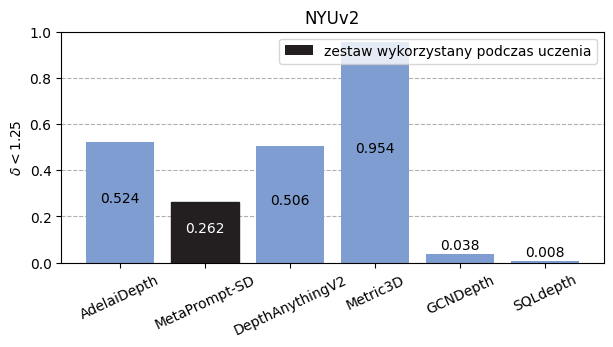 NYUv2
zestaw wykorzystany podczas uczenia
δ < 1.25
1.0
0.8
0.6
0.4
0.2
0.0
0.524
0.262
0.506
0.954
0.038
0.008
AdelaiDepth
MetaPrompt-SD
DepthAnythingV2
Metric3D
GCNDepth
SQLdepth